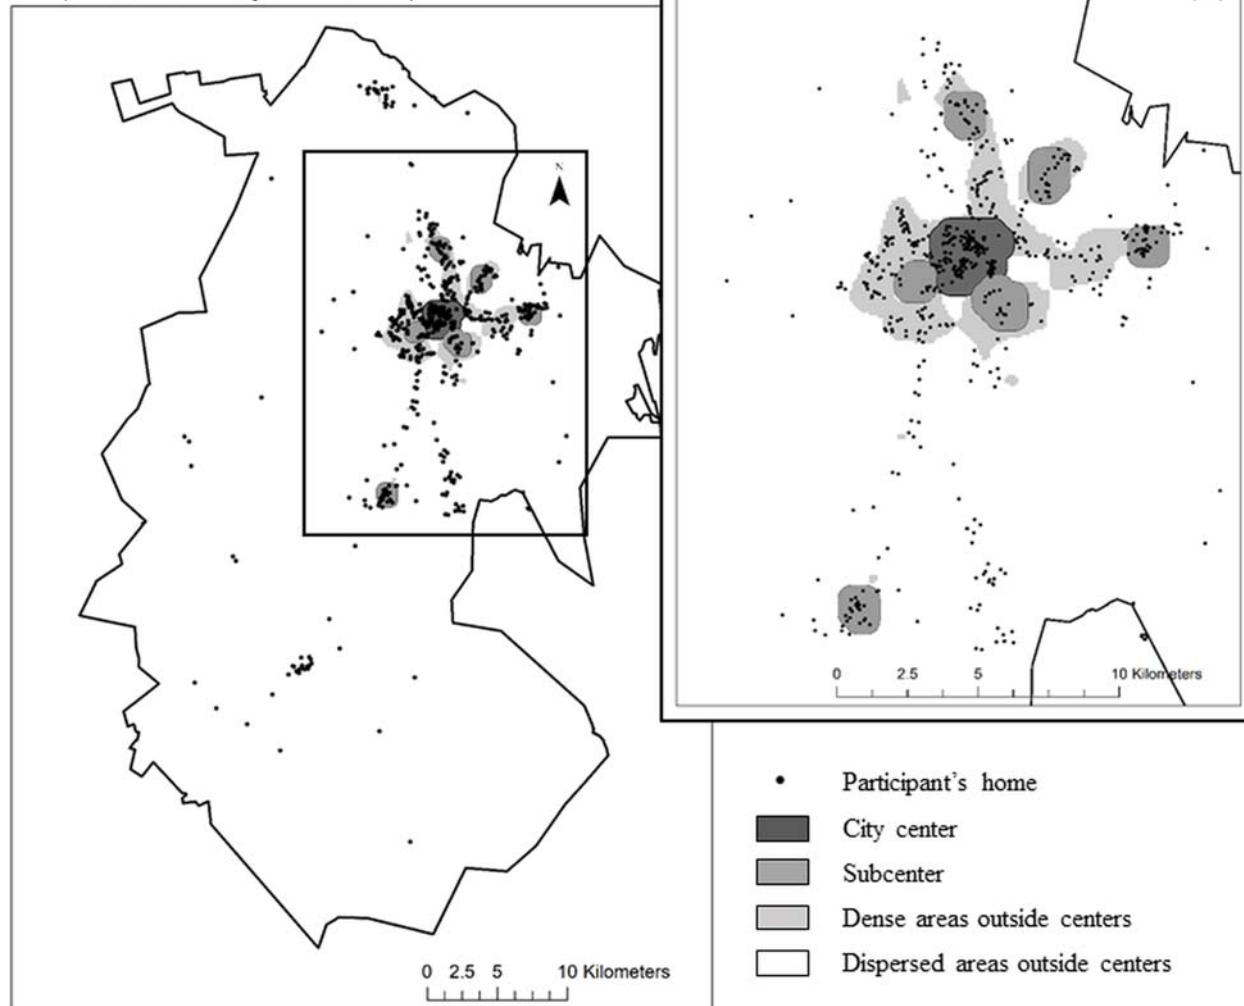 N
0 2.5 5 10 Kilometers
0 2.5 5 10 Kilometers
Participant's home
City center
Subcenter
Dense areas outside centers
Dispersed areas outside centers